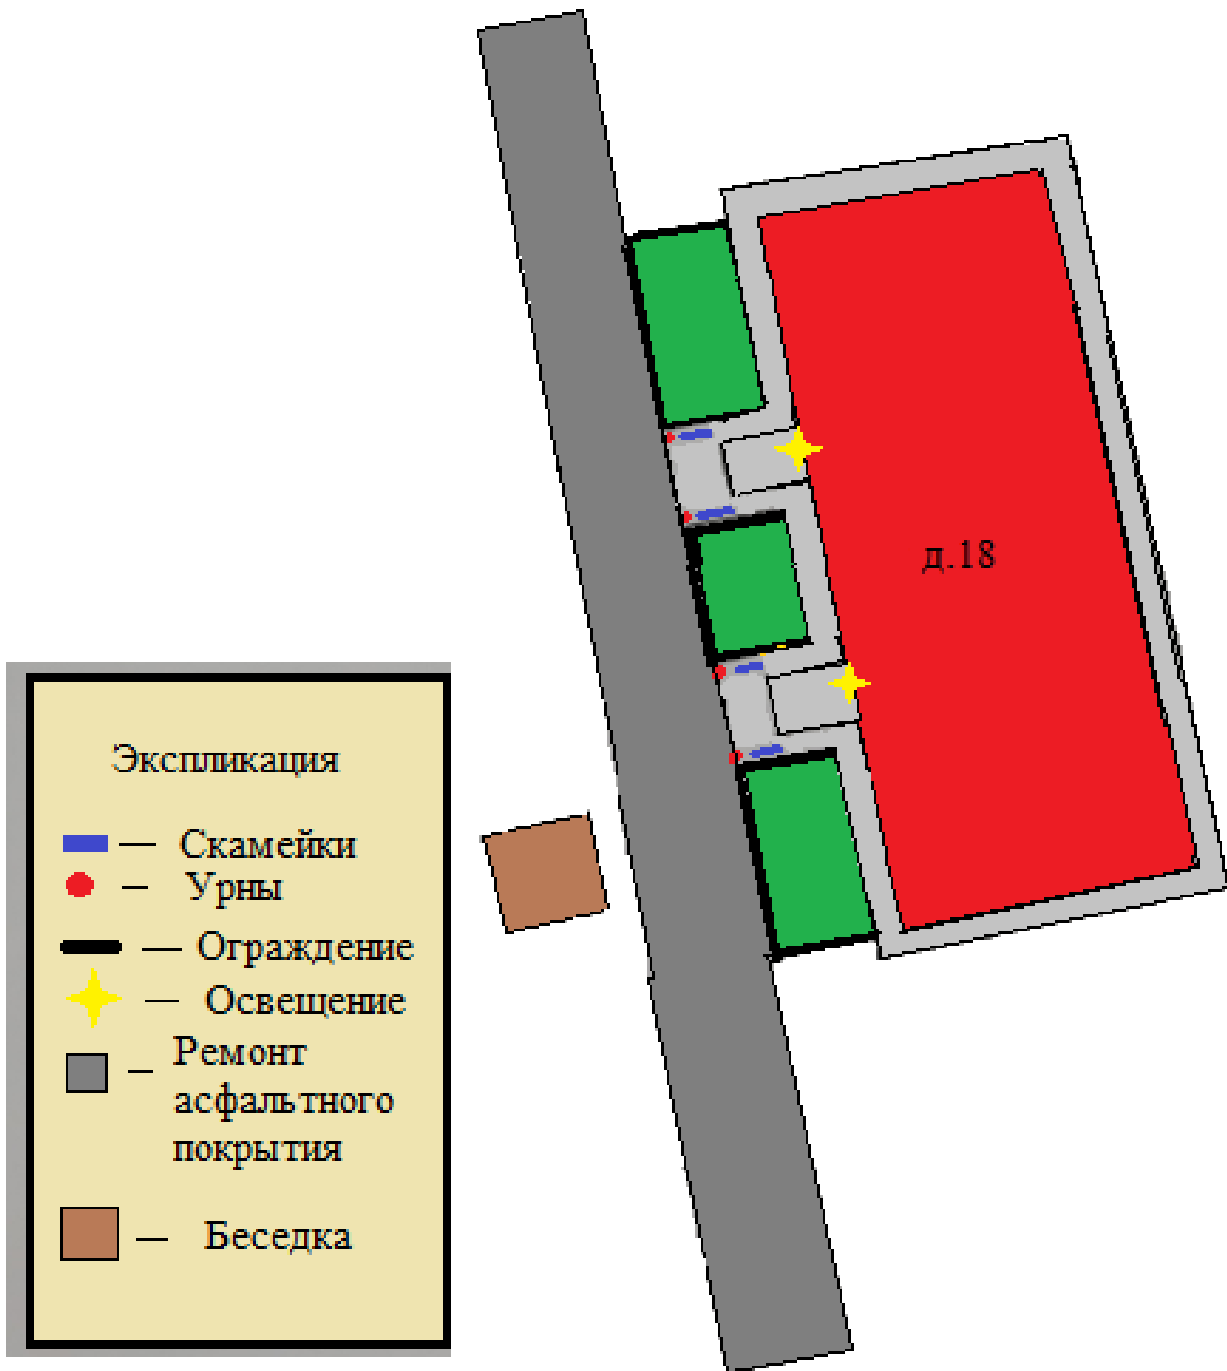 д.18
Экспликация
— Скамейки
– Урны
— Ограждение
— Освещение
— Ремонт
асфальтного
покрытия
— Беседка